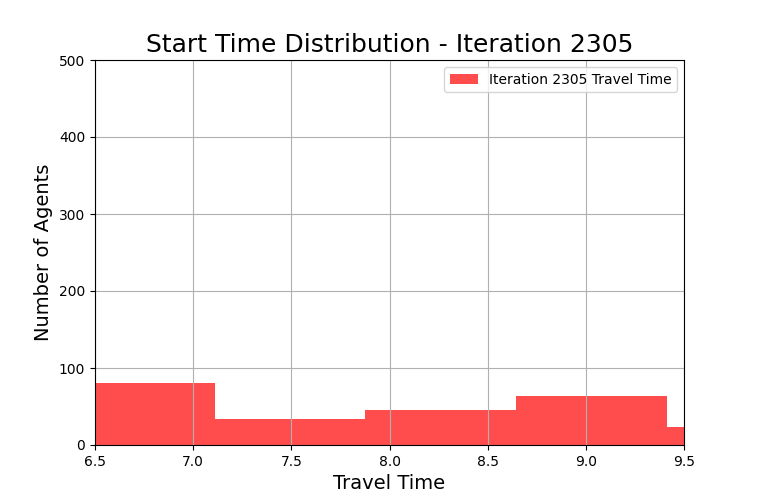 Start Time Distribution - Iteration 2305
Iteration 2305 Travel Time
Number of Agents
500
400
300
200
100
0
6.5 7.0 7.5 8.0 8.5 9.0 9.5
Travel Time